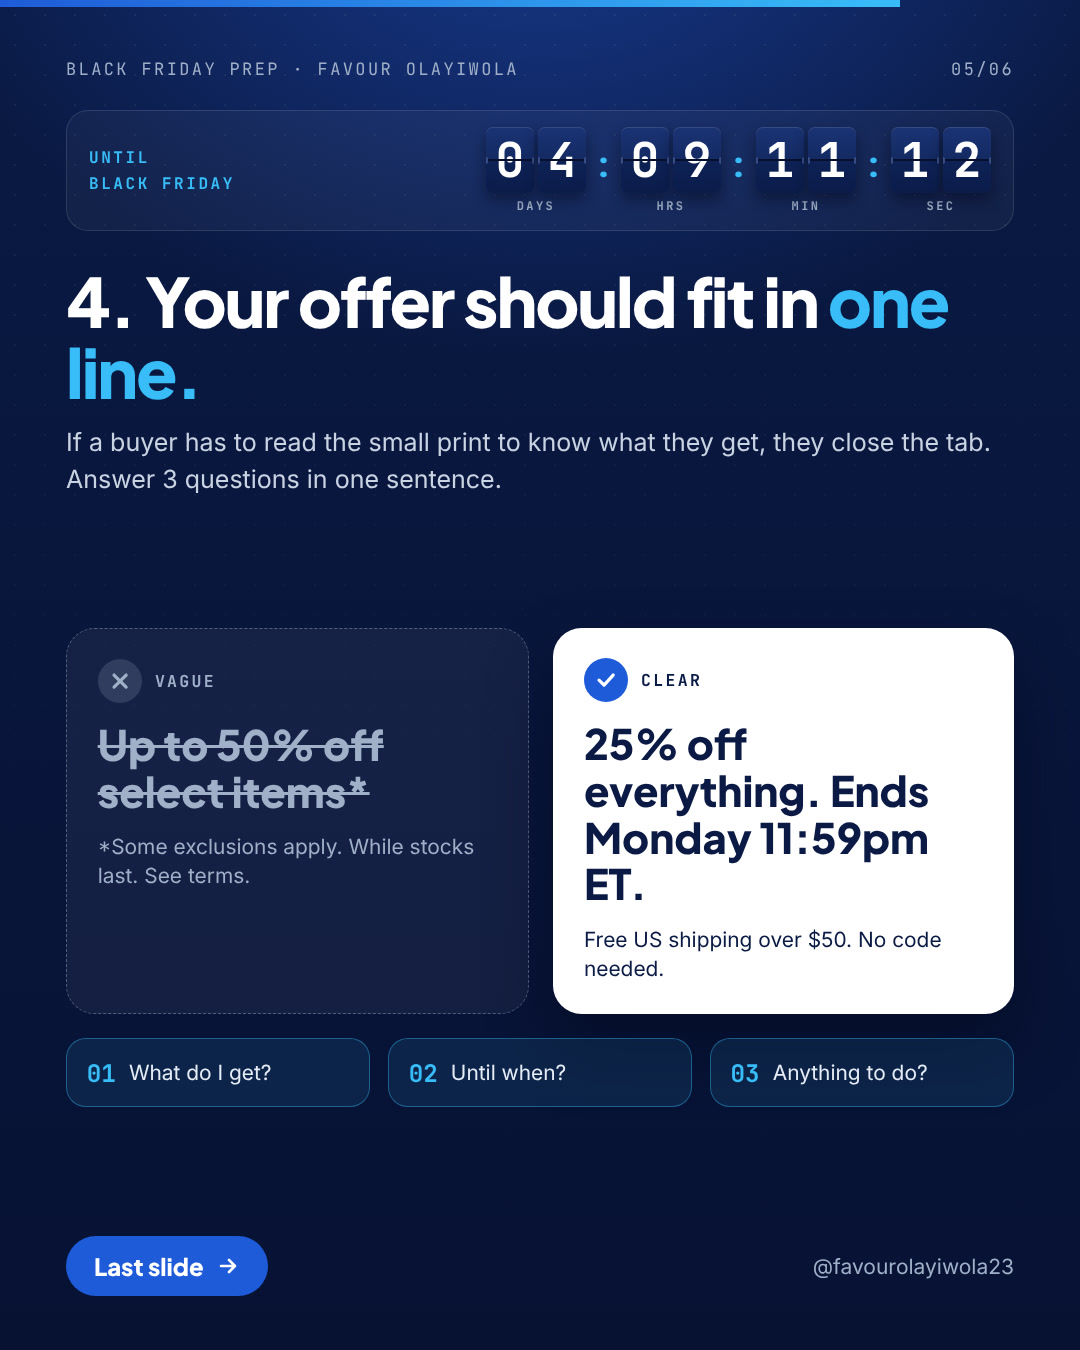 BLACK FRIDAY PREP · FAVOUR OLAYIWOLA
05/06
UNTIL
BLACK FRIDAY
04 : 09 : 11 : 12
DAYS HRS MIN SEC
4. Your offer should fit in one
line.
If a buyer has to read the small print to know what they get, they close the tab.
Answer 3 questions in one sentence.
VAGUE
Up to 50% off
select items*
*Some exclusions apply. While stocks
last. See terms.
CLEAR
25% off
everything. Ends
Monday 11:59pm
ET.
Free US shipping over $50. No code
needed.
01 What do I get?
02 Until when?
03 Anything to do?
Last slide →
@favourolayiwola23